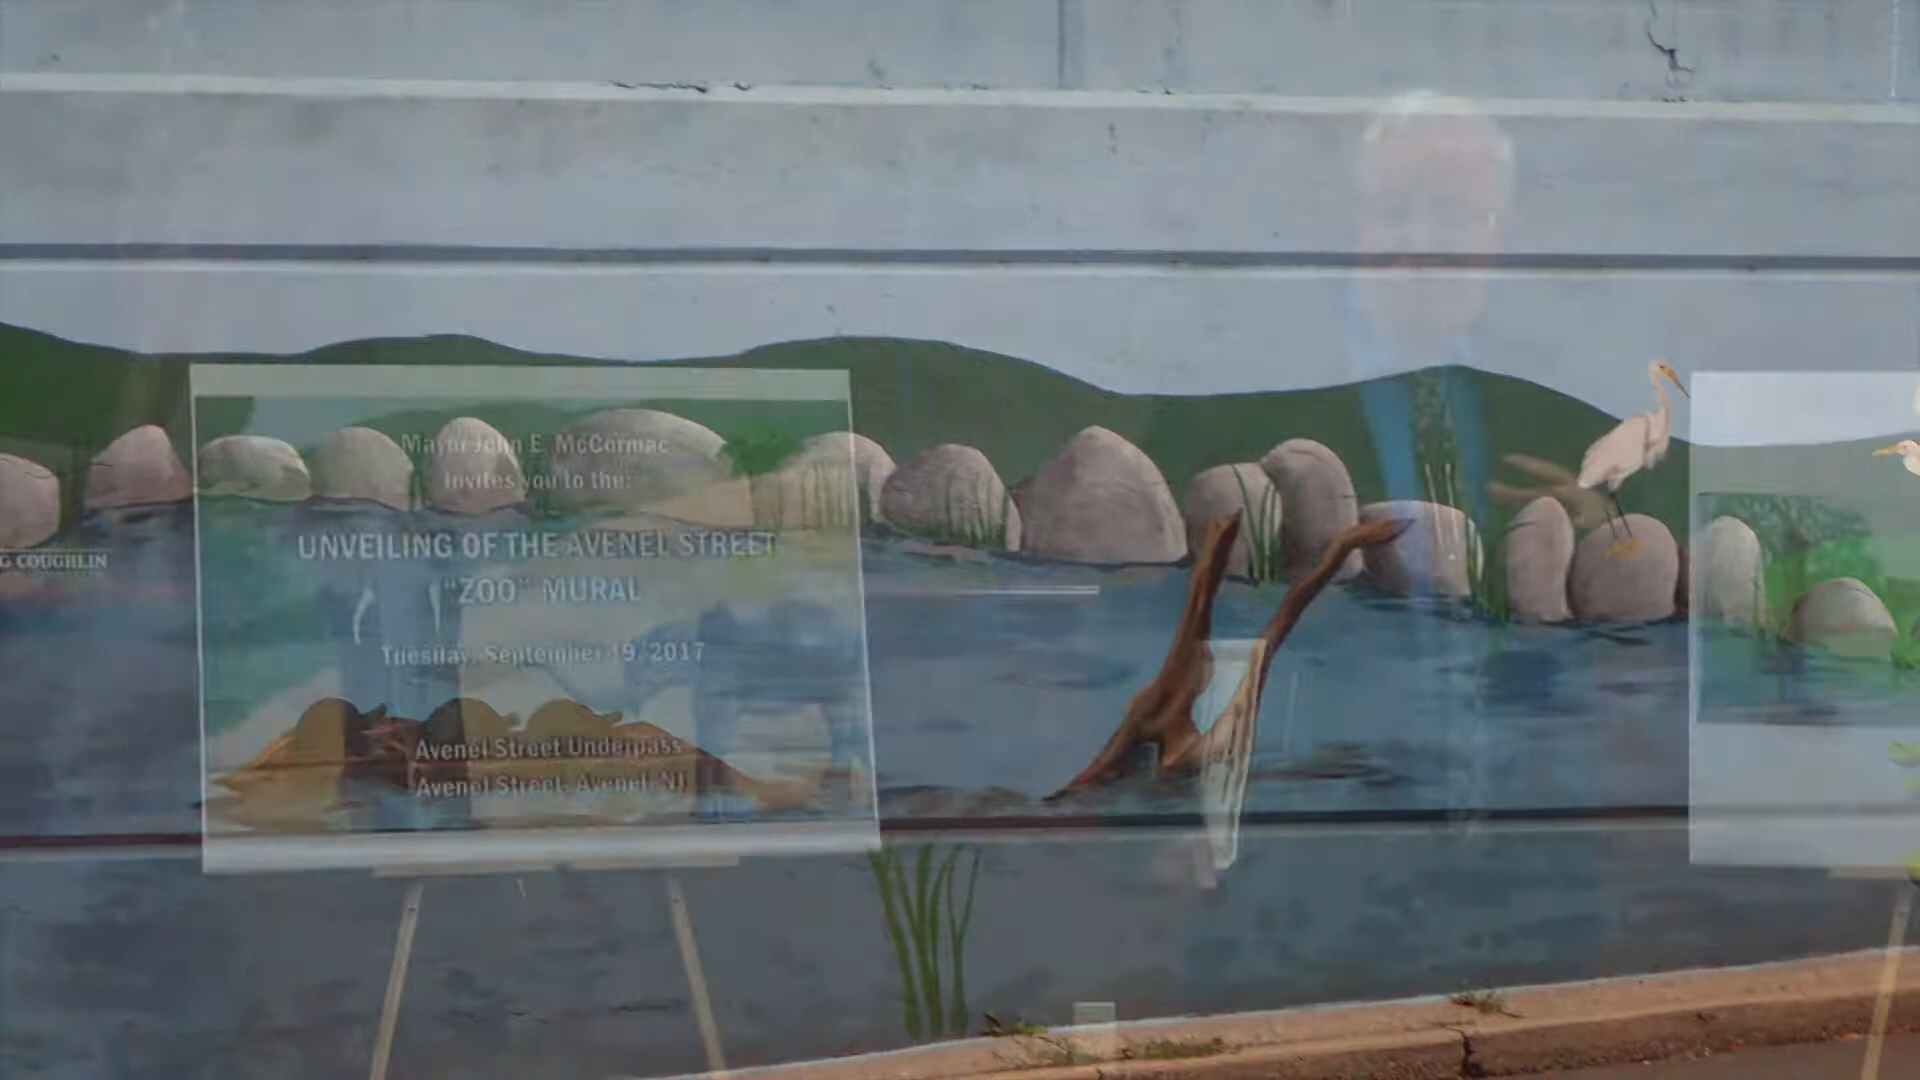 Mayor John E. McCormac
Invites you to the:
UNVEILING OF THE AVENEL STREET
"ZOO" MURAL
G COUGHLIN
Tuesday, September 19, 2017
Avenel Street Underpass
Avenel Street, Avenel, NJ